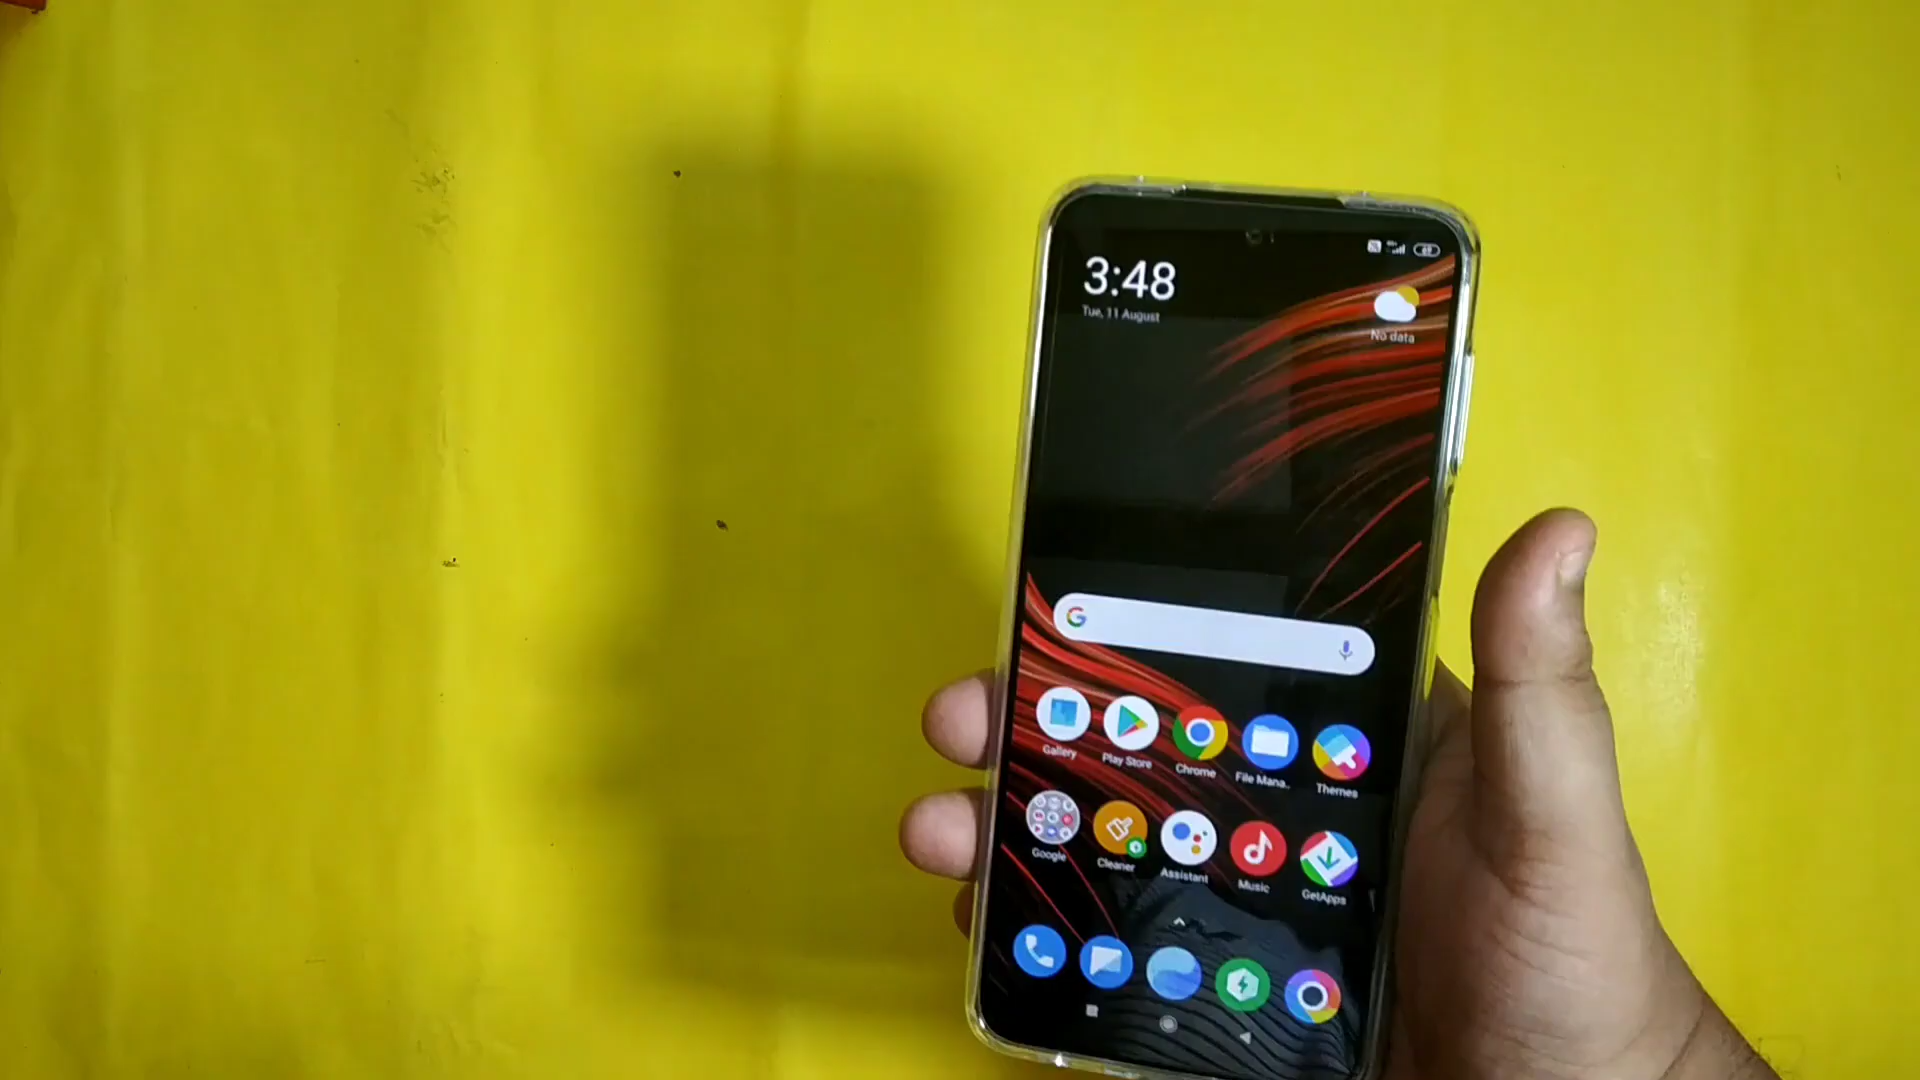 3:48
Tue, 11 August
No data
Gallery
Play Store
Chrome
File Mana..
Themes
Google
Cleaner
Assistant
Music
GetApps